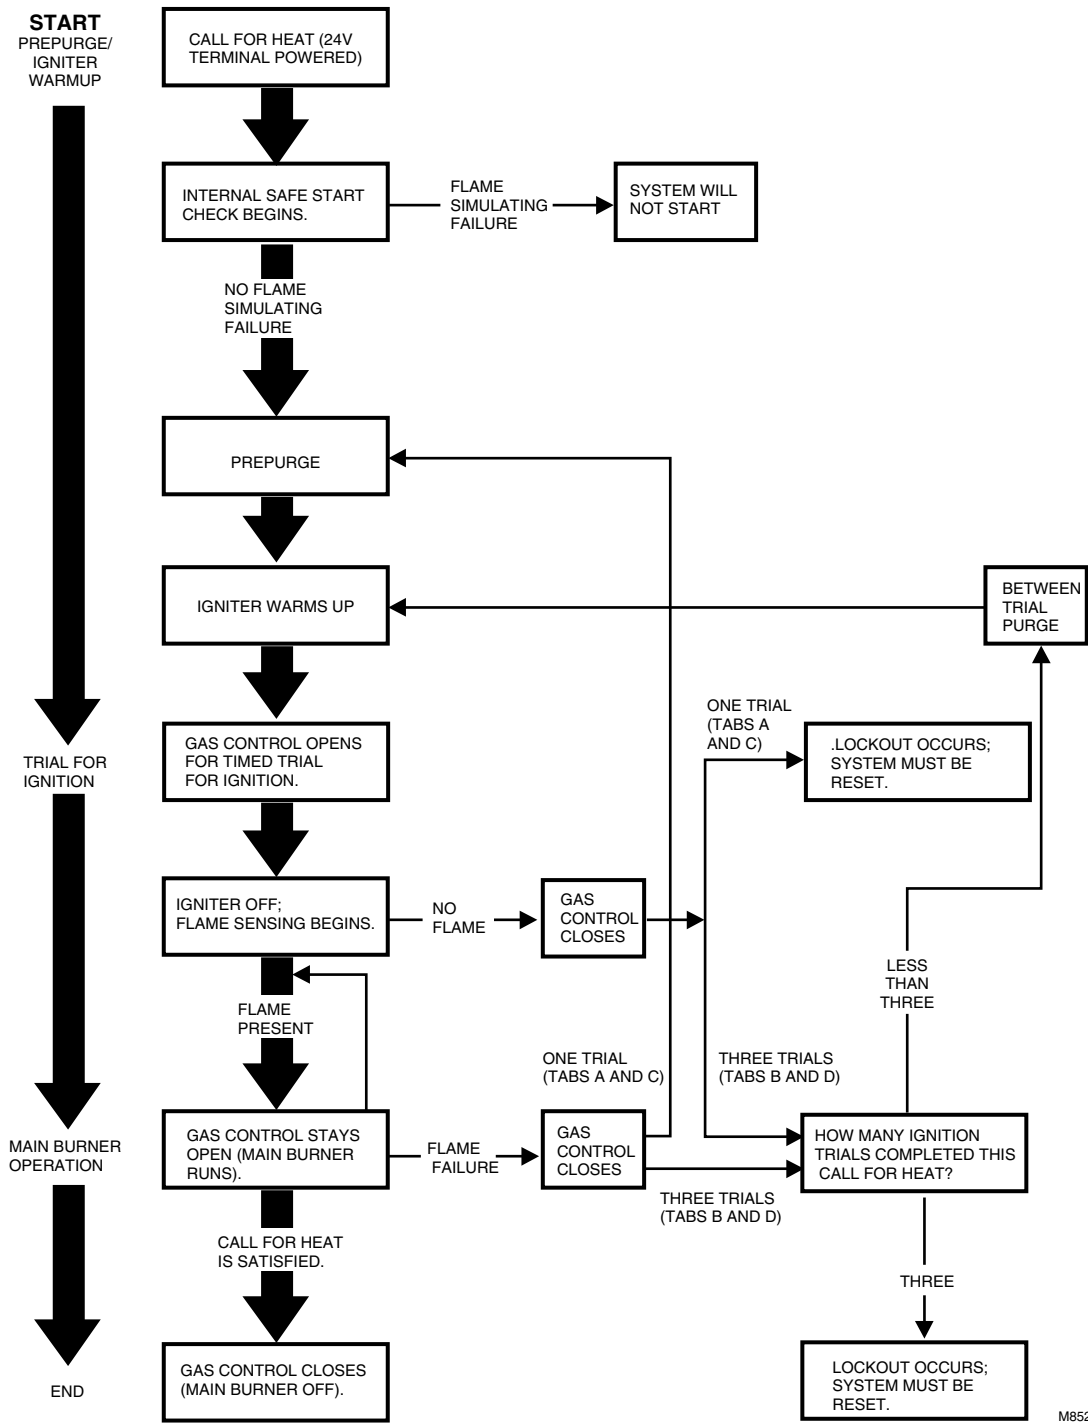 START
PREPURGE/
IGNITER
WARMUP
CALL FOR HEAT (24V
TERMINAL POWERED)
INTERNAL SAFE START
CHECK BEGINS.
FLAME
SIMULATING
FAILURE
SYSTEM WILL
NOT START
NO FLAME
SIMULATING
FAILURE
PREPURGE
IGNITER WARMS UP
BETWEEN
TRIAL
PURGE
TRIAL FOR
IGNITION
GAS CONTROL OPENS
FOR TIMED TRIAL
FOR IGNITION.
ONE TRIAL
(TABS A
AND C)
.LOCKOUT OCCURS;
SYSTEM MUST BE
RESET.
IGNITER OFF;
FLAME SENSING BEGINS.
NO
FLAME
GAS
CONTROL
CLOSES
LESS
THAN
THREE
FLAME
PRESENT
ONE TRIAL
(TABS A AND C)
THREE TRIALS
(TABS B AND D)
MAIN BURNER
OPERATION
GAS CONTROL STAYS
OPEN (MAIN BURNER
RUNS).
FLAME
FAILURE
GAS
CONTROL
CLOSES
HOW MANY IGNITION
TRIALS COMPLETED THIS
CALL FOR HEAT?
THREE TRIALS
(TABS B AND D)
CALL FOR HEAT
IS SATISFIED.
THREE
END
GAS CONTROL CLOSES
(MAIN BURNER OFF).
LOCKOUT OCCURS;
SYSTEM MUST BE
RESET.